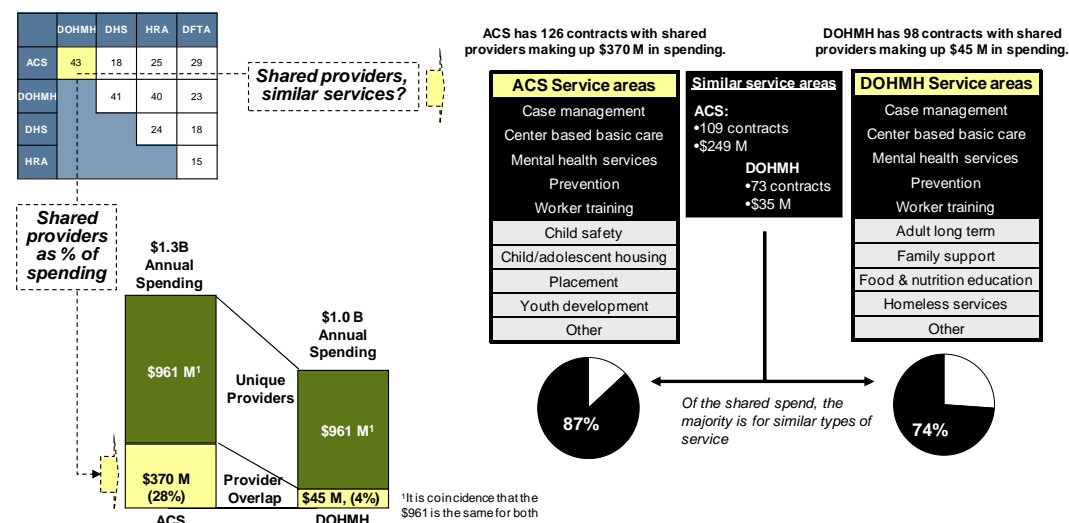 DOHMH DHS HRA DFTA
ACS 43 18 25 29
DOHMH 41 40 23
DHS 24 18
HRA 15
Shared providers,
similar services?
Shared
providers
as % of
spending
$1.3B
Annual
Spending
$1.0 B
Annual
Spending
$961 M¹
Unique
Providers
$961 M¹
$370 M
(28%)
Provider
Overlap
$45 M, (4%)
ACS
DOHMH
¹It is coincidence that the
$961 is the same for both
ACS has 126 contracts with shared
providers making up $370 M in spending.
DOHMH has 98 contracts with shared
providers making up $45 M in spending.
ACS Service areas
Case management
Center based basic care
Mental health services
Prevention
Worker training
Child safety
Child/adolescent housing
Placement
Youth development
Other
Similar service areas
ACS:
•109 contracts
•$249 M
DOHMH
•73 contracts
•$35 M
DOHMH Service areas
Case management
Center based basic care
Mental health services
Prevention
Worker training
Adult long term
Family support
Food & nutrition education
Homeless services
Other
87%
Of the shared spend, the
majority is for similar types of
service
74%